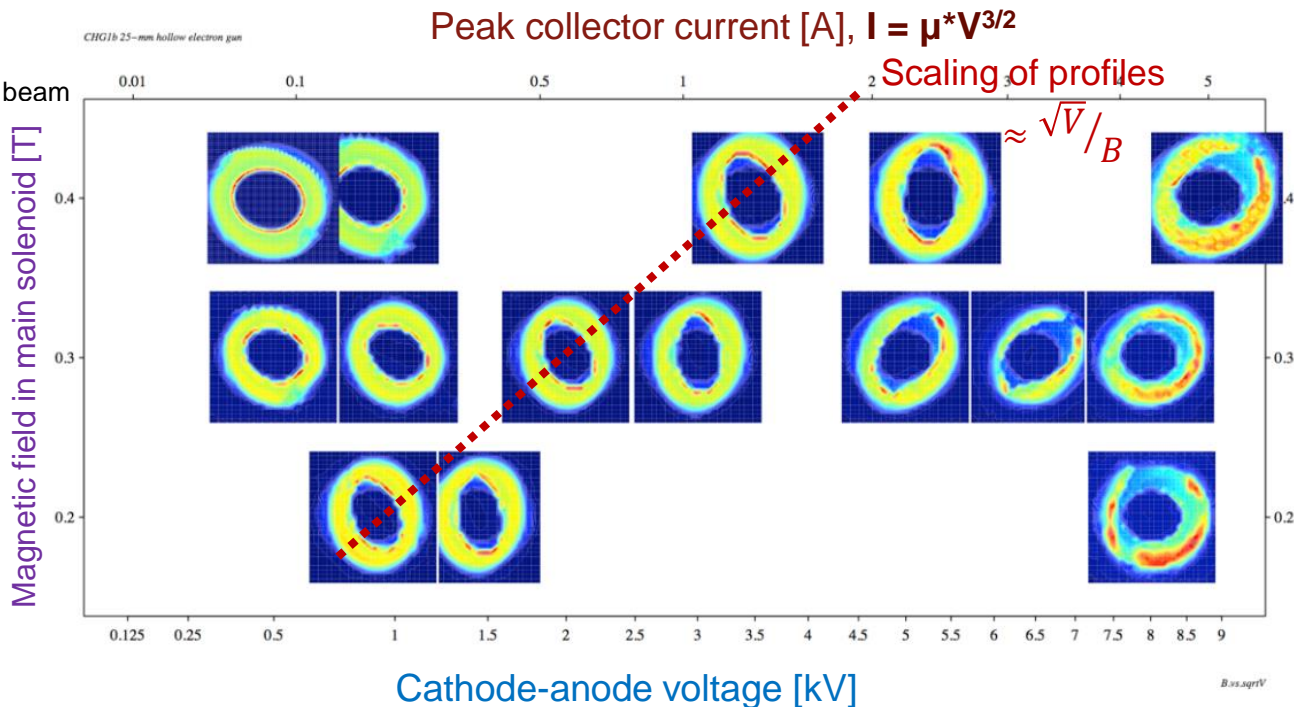 Peak collector current [A], I = μ*V3/2
CHG1b 25−mm hollow electron gun
Scaling of profiles
≈ √V/B
beam
0.01 0.1 0.5 1 2 3 4 5
Magnetic field in main solenoid [T]
0.4 .4
0.3 0.3
0.2 0.2
0.125 0.25 0.5 1 1.5 2 2.5 3 3.5 4 4.5 5 5.5 6 6.5 7 7.5 8 8.5 9
Cathode-anode voltage [kV]
B.vs.sqrtV